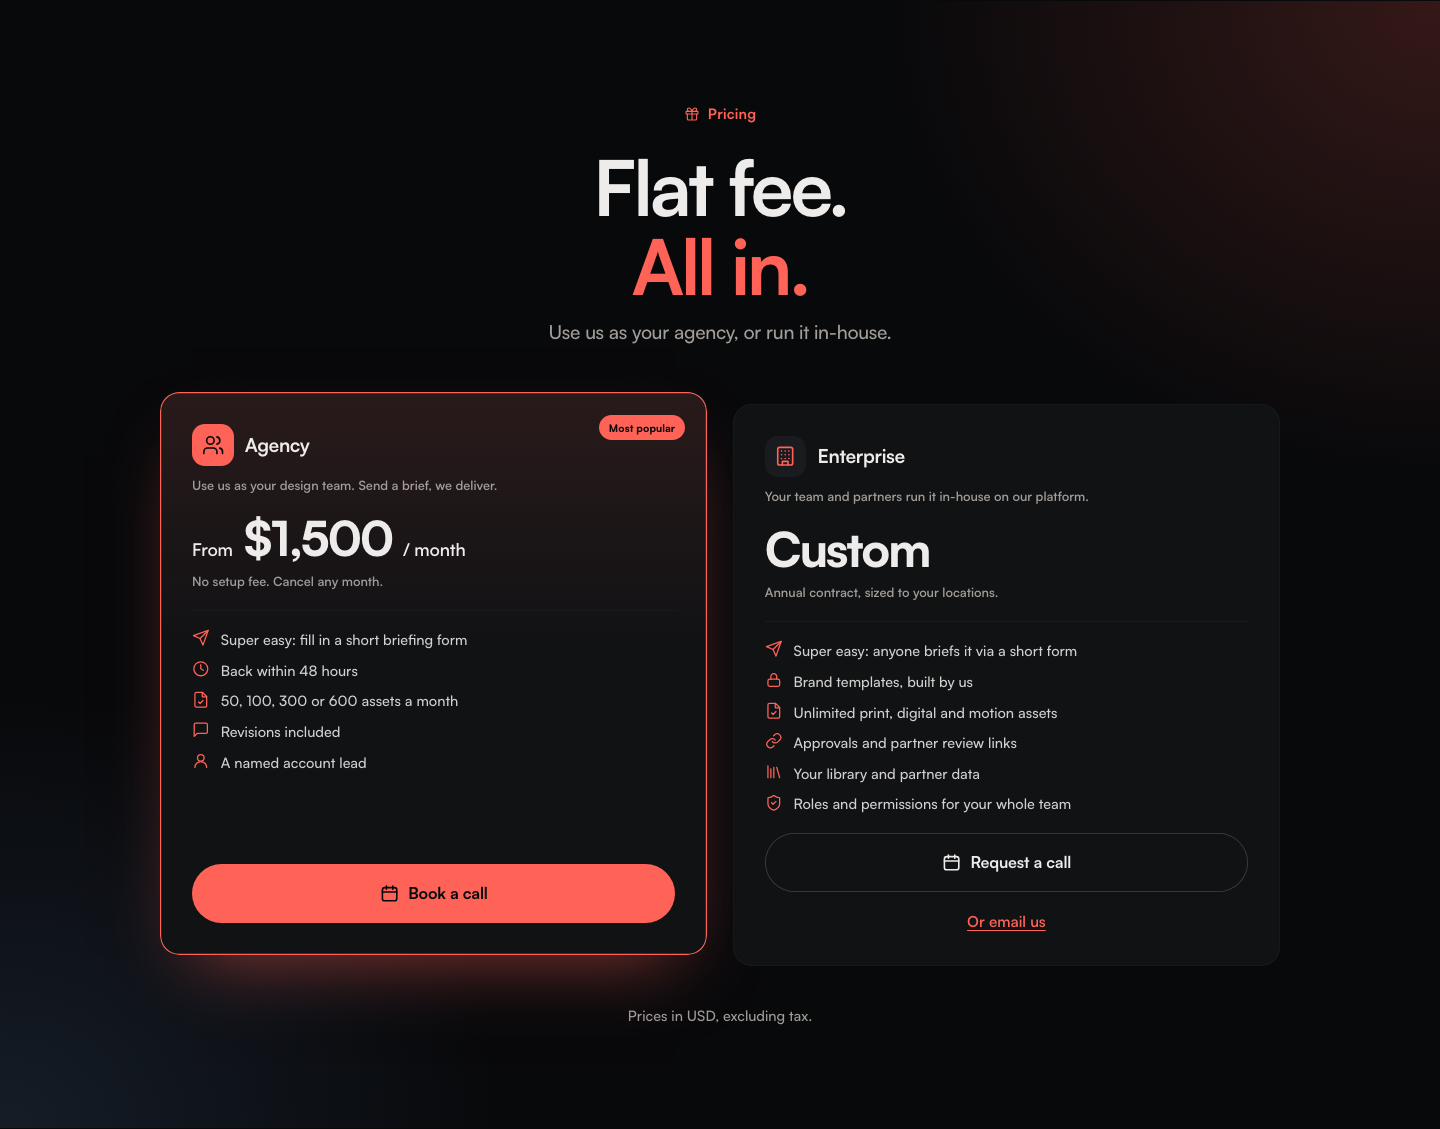 Pricing
Flat fee.
All in.
Use us as your agency, or run it in-house.
Agency
Most popular
Use us as your design team. Send a brief, we deliver.
From $1,500 / month
No setup fee. Cancel any month.
Super easy: fill in a short briefing form
Back within 48 hours
50, 100, 300 or 600 assets a month
Revisions included
A named account lead
Book a call
Enterprise
Your team and partners run it in-house on our platform.
Custom
Annual contract, sized to your locations.
Super easy: anyone briefs it via a short form
Brand templates, built by us
Unlimited print, digital and motion assets
Approvals and partner review links
Your library and partner data
Roles and permissions for your whole team
Request a call
Or email us
Prices in USD, excluding tax.